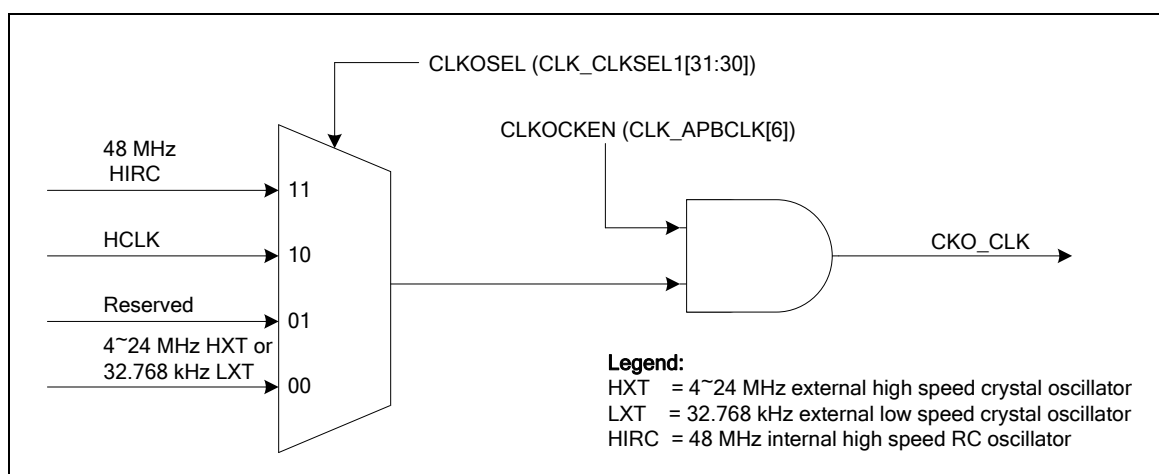 CLKOSEL (CLK_CLKSEL1[31:30])
CLKOCKEN (CLK_APBCLK[6])
48 MHz
HIRC
11
HCLK
10
CKO_CLK
Reserved
01
4~24 MHz HXT or
32.768 kHz LXT
00
Legend:
HXT = 4~24 MHz external high speed crystal oscillator
LXT = 32.768 kHz external low speed crystal oscillator
HIRC = 48 MHz internal high speed RC oscillator